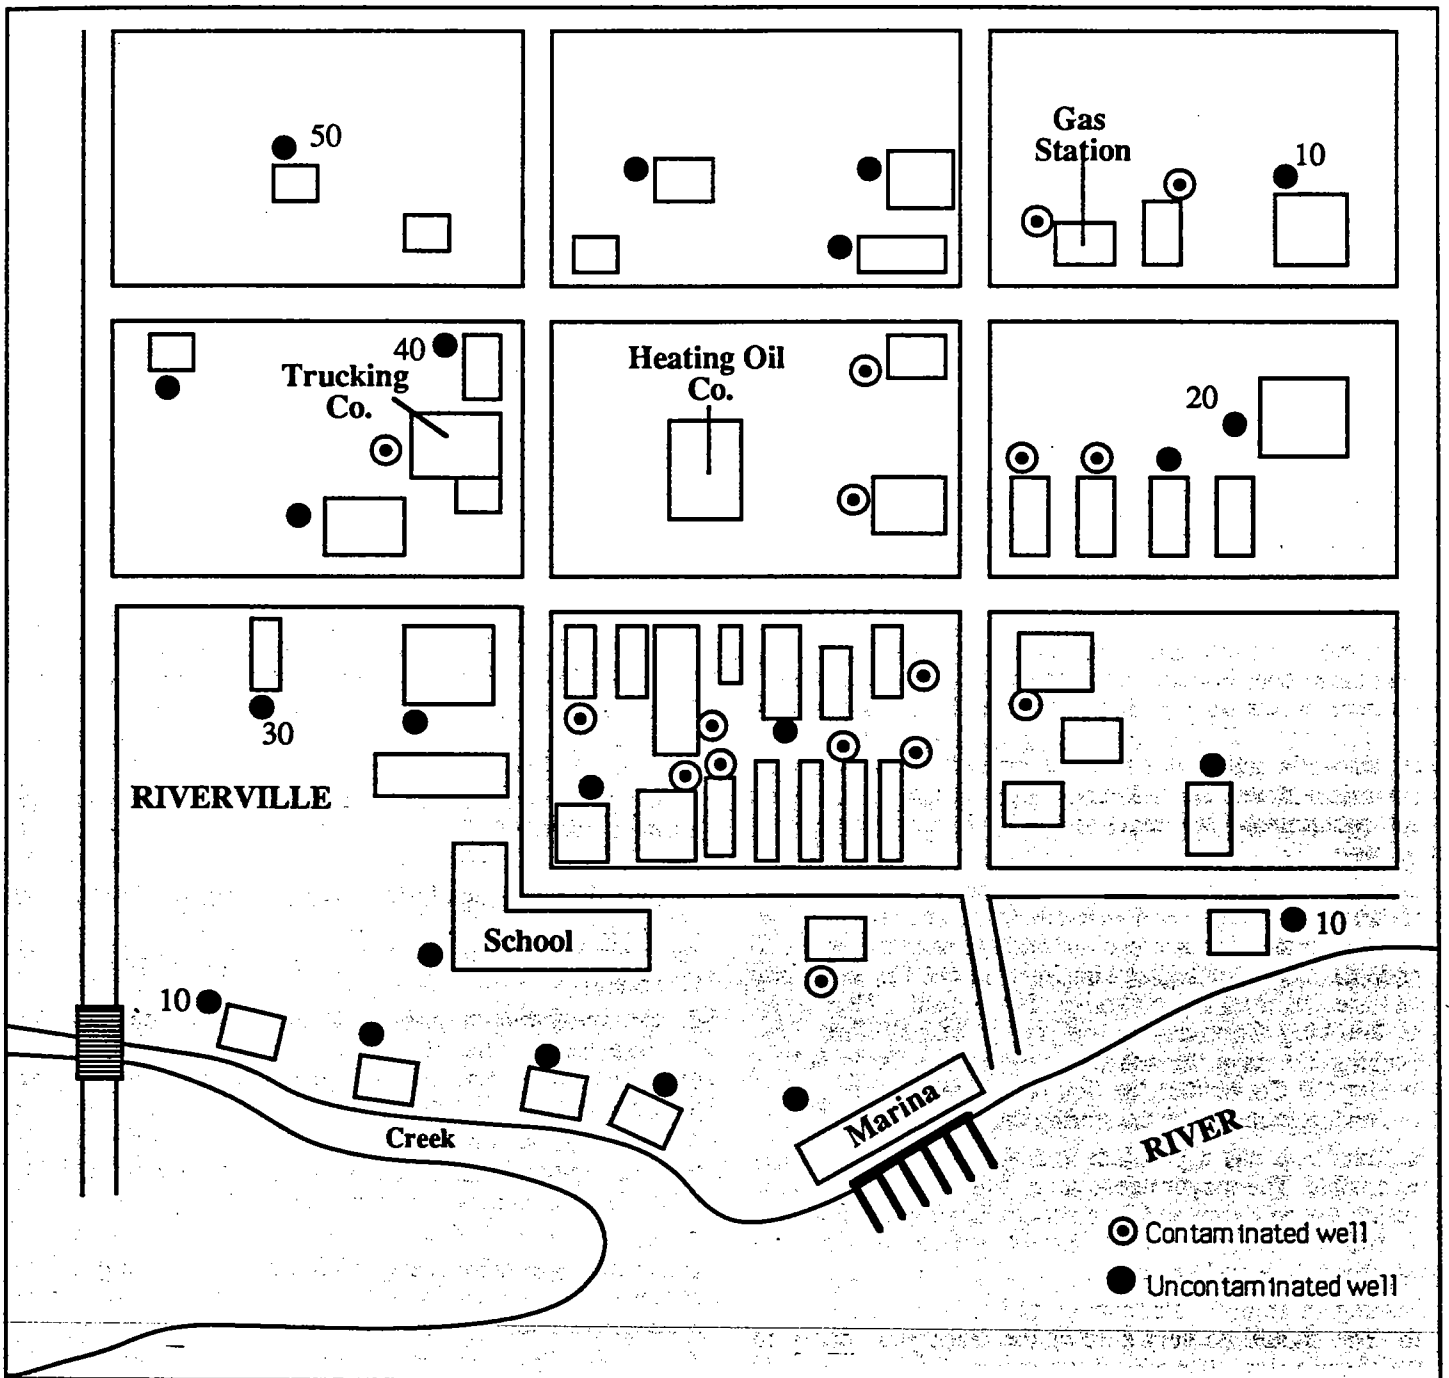 50
Gas
Station
10
40
Trucking
Co.
Heating Oil
Co.
20
30
RIVERVILLE
School
10
10
Creek
Marina
RIVER
Contaminated well
Uncontaminated well